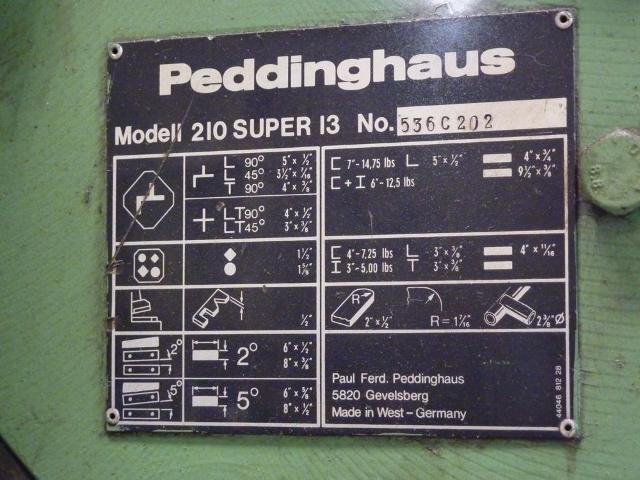 Peddinghaus
Modell 210 SUPER 13 No. 536C202
L 90° 5" x ½"
L 45° 3½" x 7/16"
T 90° 4" x ⅜"
LT90° 4" x ½"
LT45° 3" x ⅜"
1½"
1⅜"
½"
2° 2° 6" x ½"
8" x ⅜"
5° 5° 6" x ⅝"
8" x ½"
7"-14,75 lbs 5" x ½" 4" x ¾"
9½" x ⅜"
+ I 6"-12,5 lbs
4"-7,25 lbs L 3" x ⅜" 4" x 11/16"
I 3"-5,00 lbs T 3" x ⅜"
R
2" x ½" R = 17/16" 2⅜" Ø
Paul Ferd. Peddinghaus
5820 Gevelsberg
Made in West-Germany
44046 812 28